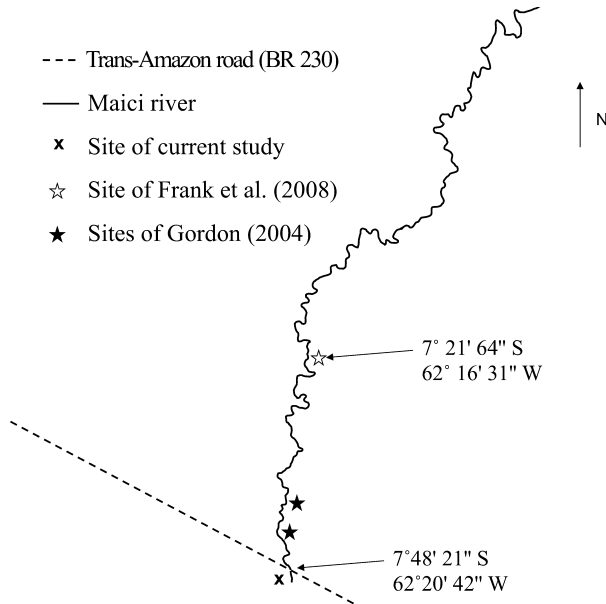 Trans-Amazon road (BR 230)
Maici river
x Site of current study
☆ Site of Frank et al. (2008)
★ Sites of Gordon (2004)
N
7˚ 21' 64" S
62˚ 16' 31" W
7˚48' 21" S
62˚20' 42" W
x